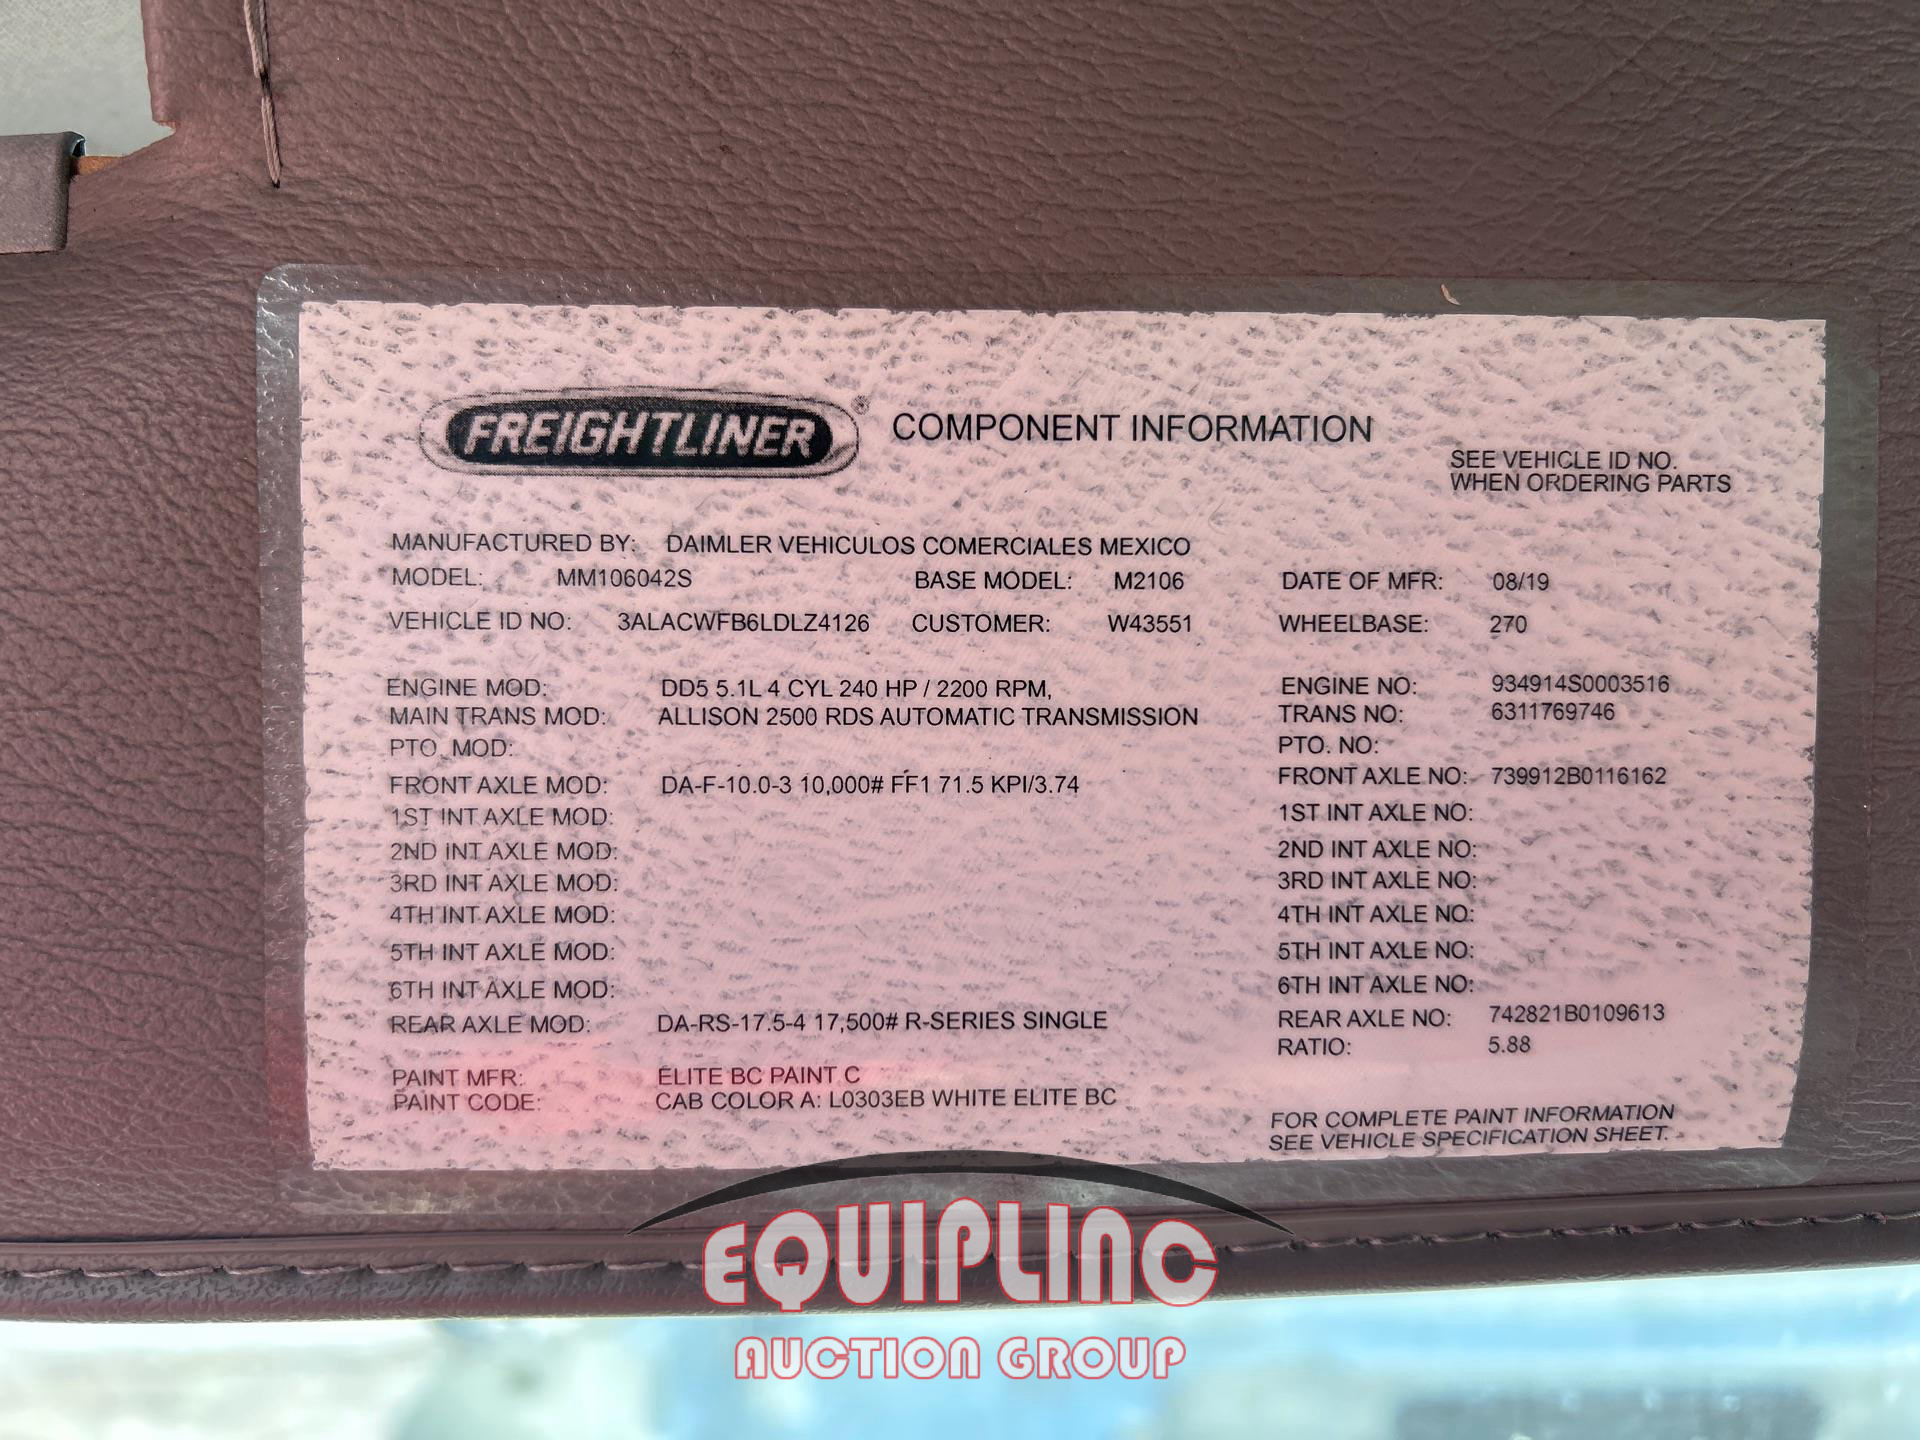 FREIGHTLINER® COMPONENT INFORMATION
SEE VEHICLE ID NO.
WHEN ORDERING PARTS
MANUFACTURED BY: DAIMLER VEHICULOS COMERCIALES MEXICO
MODEL: MM106042S BASE MODEL: M2106 DATE OF MFR: 08/19
VEHICLE ID NO: 3ALACWFB6LDLZ4126 CUSTOMER: W43551 WHEELBASE: 270
ENGINE MOD: DD5 5.1L 4 CYL 240 HP / 2200 RPM, ENGINE NO: 934914S0003516
MAIN TRANS MOD: ALLISON 2500 RDS AUTOMATIC TRANSMISSION TRANS NO: 6311769746
PTO. MOD: PTO. NO:
FRONT AXLE MOD: DA-F-10.0-3 10,000# FF1 71.5 KPI/3.74 FRONT AXLE NO: 739912B0116162
1ST INT AXLE MOD: 1ST INT AXLE NO:
2ND INT AXLE MOD: 2ND INT AXLE NO:
3RD INT AXLE MOD: 3RD INT AXLE NO:
4TH INT AXLE MOD: 4TH INT AXLE NO:
5TH INT AXLE MOD: 5TH INT AXLE NO:
6TH INT AXLE MOD: 6TH INT AXLE NO:
REAR AXLE MOD: DA-RS-17.5-4 17,500# R-SERIES SINGLE REAR AXLE NO: 742821B0109613
RATIO: 5.88
PAINT MFR: ELITE BC PAINT C
PAINT CODE: CAB COLOR A: L0303EB WHITE ELITE BC
FOR COMPLETE PAINT INFORMATION
SEE VEHICLE SPECIFICATION SHEET.
EQUIPLINC
AUCTION GROUP